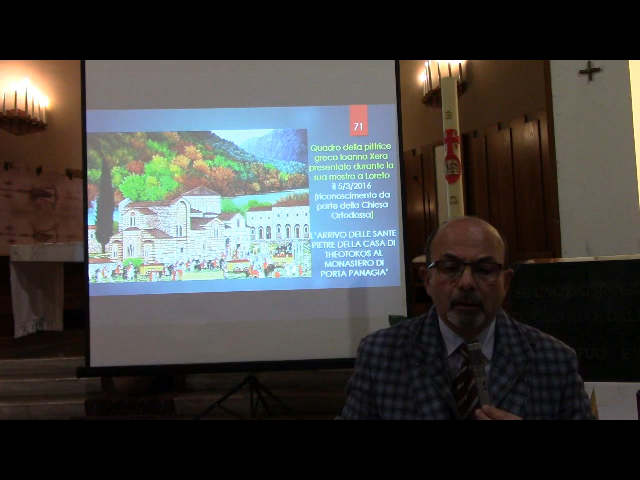 71
Quadro della pittrice
greca Ioanna Xera
presentato durante la
sua mostra a Loreto
il 5/3/2016
(riconoscimento da
parte della Chiesa
Ortodossa)
"ARRIVO DELLE SANTE
PIETRE DELLA CASA DI
THEOTOKOS AL
MONASTERO DI
PORTA PANAGIA"